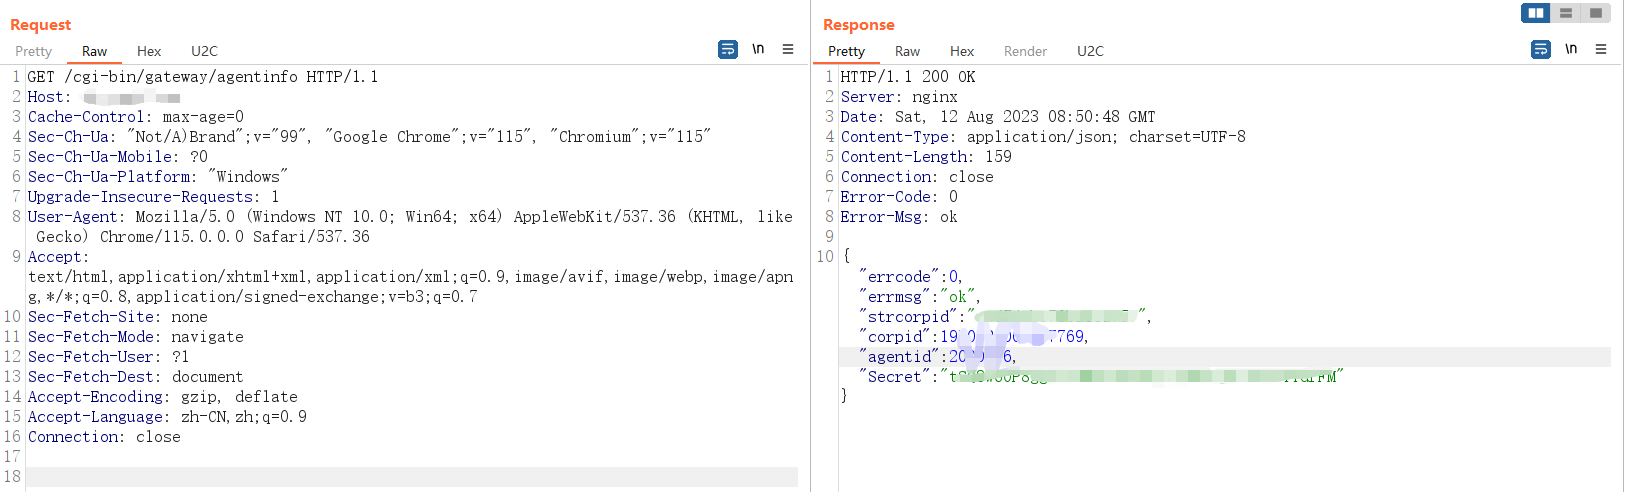 Request
Pretty Raw Hex U2C \n
1 GET /cgi-bin/gateway/agentinfo HTTP/1.1
2 Host:
3 Cache-Control: max-age=0
4 Sec-Ch-Ua: "Not/A)Brand";v="99", "Google Chrome";v="115", "Chromium";v="115"
5 Sec-Ch-Ua-Mobile: ?0
6 Sec-Ch-Ua-Platform: "Windows"
7 Upgrade-Insecure-Requests: 1
8 User-Agent: Mozilla/5.0 (Windows NT 10.0; Win64; x64) AppleWebKit/537.36 (KHTML, like
Gecko) Chrome/115.0.0.0 Safari/537.36
9 Accept:
text/html,application/xhtml+xml,application/xml;q=0.9,image/avif,image/webp,image/apn
g,*/*;q=0.8,application/signed-exchange;v=b3;q=0.7
10 Sec-Fetch-Site: none
11 Sec-Fetch-Mode: navigate
12 Sec-Fetch-User: ?1
13 Sec-Fetch-Dest: document
14 Accept-Encoding: gzip, deflate
15 Accept-Language: zh-CN,zh;q=0.9
16 Connection: close
17
18
Response
Pretty Raw Hex Render U2C \n
1 HTTP/1.1 200 OK
2 Server: nginx
3 Date: Sat, 12 Aug 2023 08:50:48 GMT
4 Content-Type: application/json; charset=UTF-8
5 Content-Length: 159
6 Connection: close
7 Error-Code: 0
8 Error-Msg: ok
9
10 {
"errcode":0,
"errmsg":"ok",
"strcorpid":"
",
"corpid":
7769,
"agentid":
"Secret":"
}